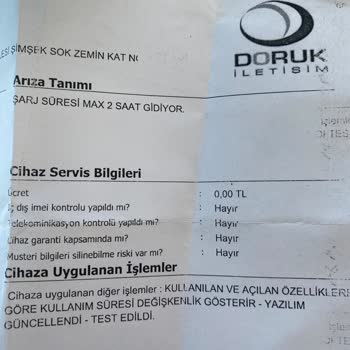 ŞİMŞEK SOK ZEMİN KAT
DORUK
İLETİŞİM
Arıza Tanımı
ŞARJ SÜRESİ MAX 2 SAAT GİDİYOR.
Cihaz Servis Bilgileri
Ücret : 0,00 TL
İç dış imei kontrolu yapıldı mı? : Hayır
Telekominikasyon kontrolü yapıldı mı? : Hayır
Cihaz garanti kapsamında mı? : Hayır
Musteri bilgileri silinebilme riski var mı? : Hayır
Cihaza Uygulanan İşlemler
Cihaza uygulanan diğer işlemler : KULLANILAN VE AÇILAN ÖZELLİKLERE
GÖRE KULLANIM SÜRESİ DEĞİŞKENLİK GÖSTERİR - YAZILIM
GÜNCELLENDİ - TEST EDİLDİ.